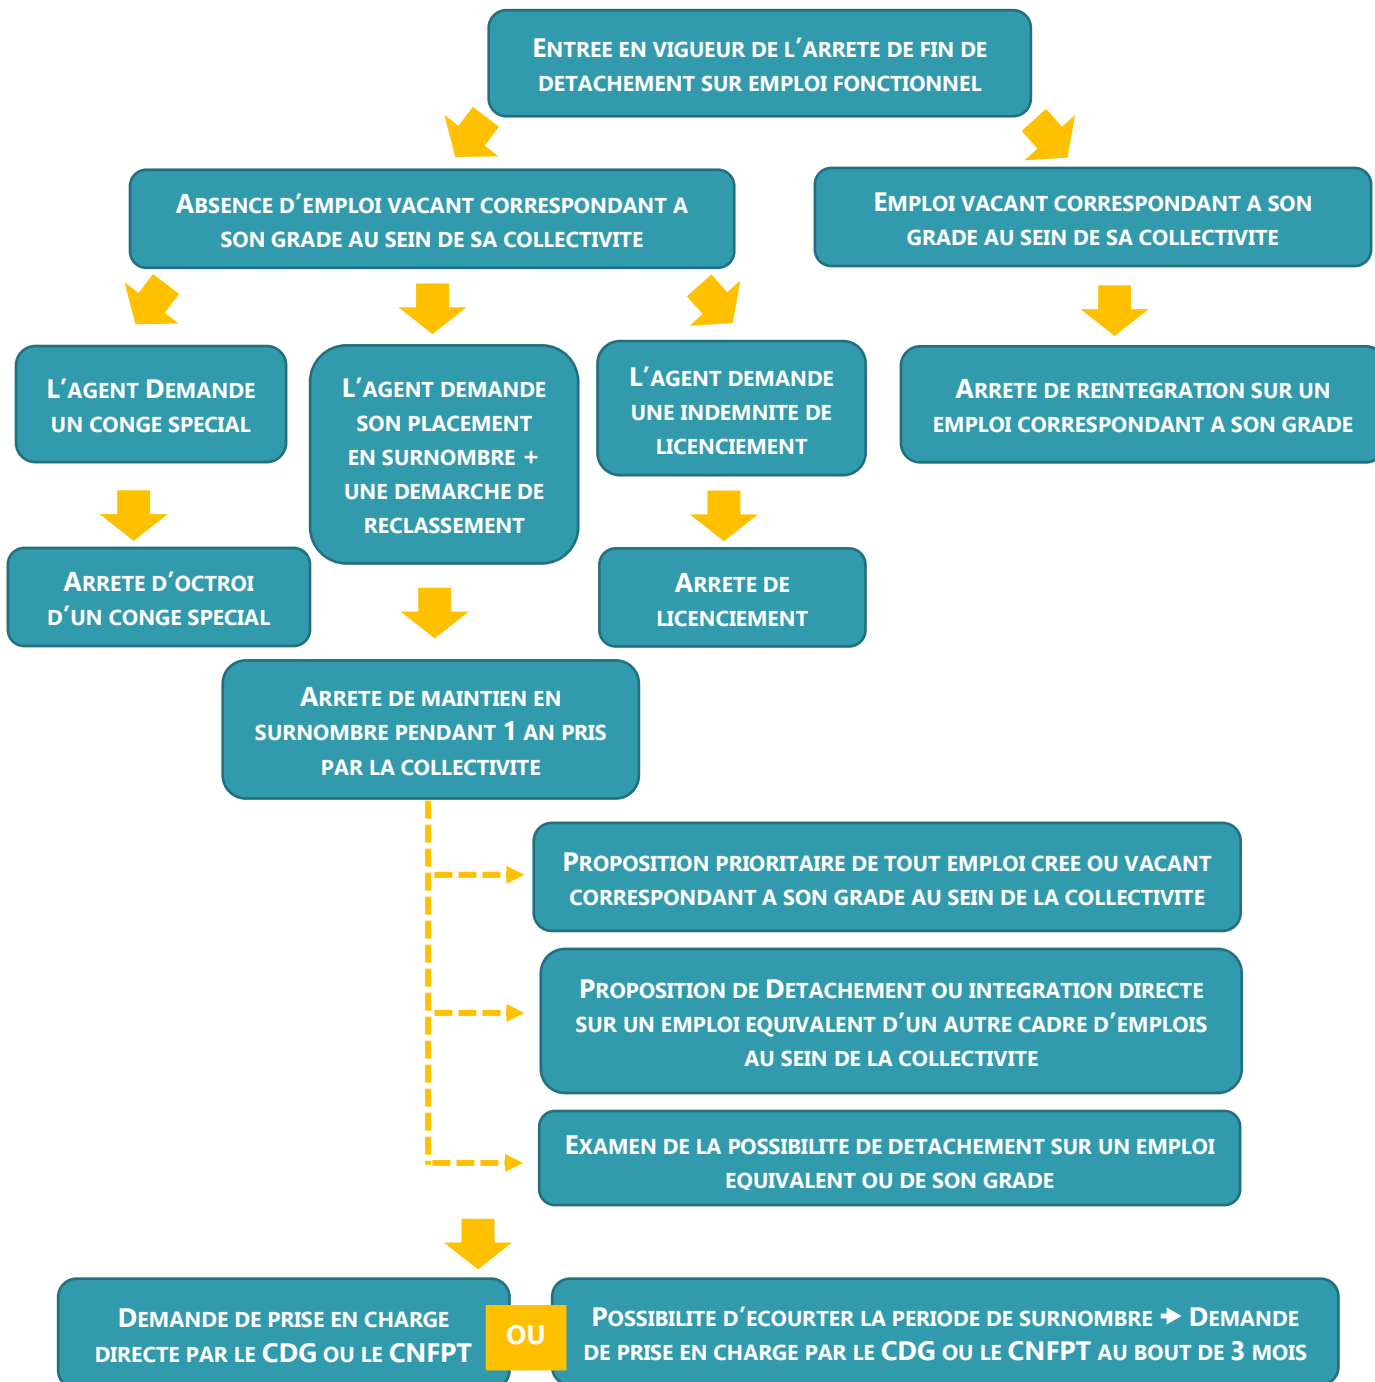 ENTREE EN VIGUEUR DE L'ARRETE DE FIN DE
DETACHEMENT SUR EMPLOI FONCTIONNEL
ABSENCE D'EMPLOI VACANT CORRESPONDANT A
SON GRADE AU SEIN DE SA COLLECTIVITE
EMPLOI VACANT CORRESPONDANT A SON
GRADE AU SEIN DE SA COLLECTIVITE
L'AGENT DEMANDE
UN CONGE SPECIAL
L'AGENT DEMANDE
SON PLACEMENT
EN SURNOMBRE +
UNE DEMARCHE DE
RECLASSEMENT
L'AGENT DEMANDE
UNE INDEMNITE DE
LICENCIEMENT
ARRETE DE REINTEGRATION SUR UN
EMPLOI CORRESPONDANT A SON GRADE
ARRETE D'OCTROI
D'UN CONGE SPECIAL
ARRETE DE
LICENCIEMENT
ARRETE DE MAINTIEN EN
SURNOMBRE PENDANT 1 AN PRIS
PAR LA COLLECTIVITE
PROPOSITION PRIORITAIRE DE TOUT EMPLOI CREE OU VACANT
CORRESPONDANT A SON GRADE AU SEIN DE LA COLLECTIVITE
PROPOSITION DE DETACHEMENT OU INTEGRATION DIRECTE
SUR UN EMPLOI EQUIVALENT D'UN AUTRE CADRE D'EMPLOIS
AU SEIN DE LA COLLECTIVITE
EXAMEN DE LA POSSIBILITE DE DETACHEMENT SUR UN EMPLOI
EQUIVALENT OU DE SON GRADE
DEMANDE DE PRISE EN CHARGE
DIRECTE PAR LE CDG OU LE CNFPT
OU
POSSIBILITE D'ECOURTER LA PERIODE DE SURNOMBRE → DEMANDE
DE PRISE EN CHARGE PAR LE CDG OU LE CNFPT AU BOUT DE 3 MOIS